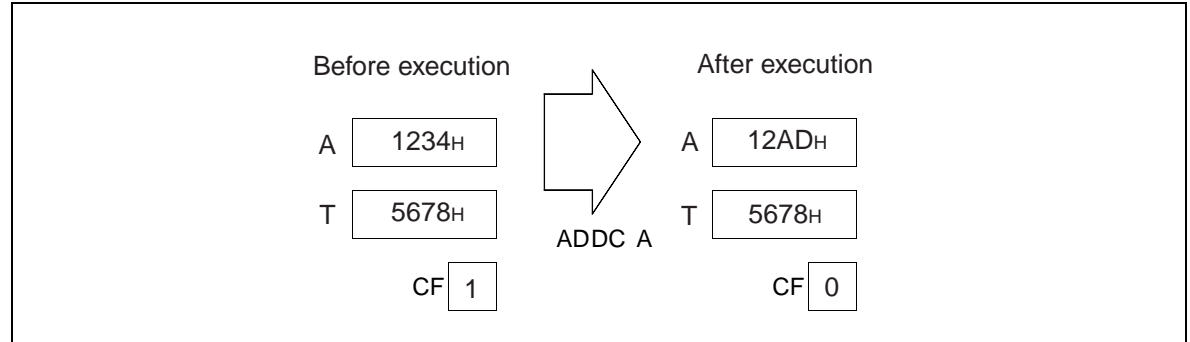 Before execution
After execution
A 1234H
A 12ADH
T 5678H
T 5678H
ADDC A
CF 1
CF 0